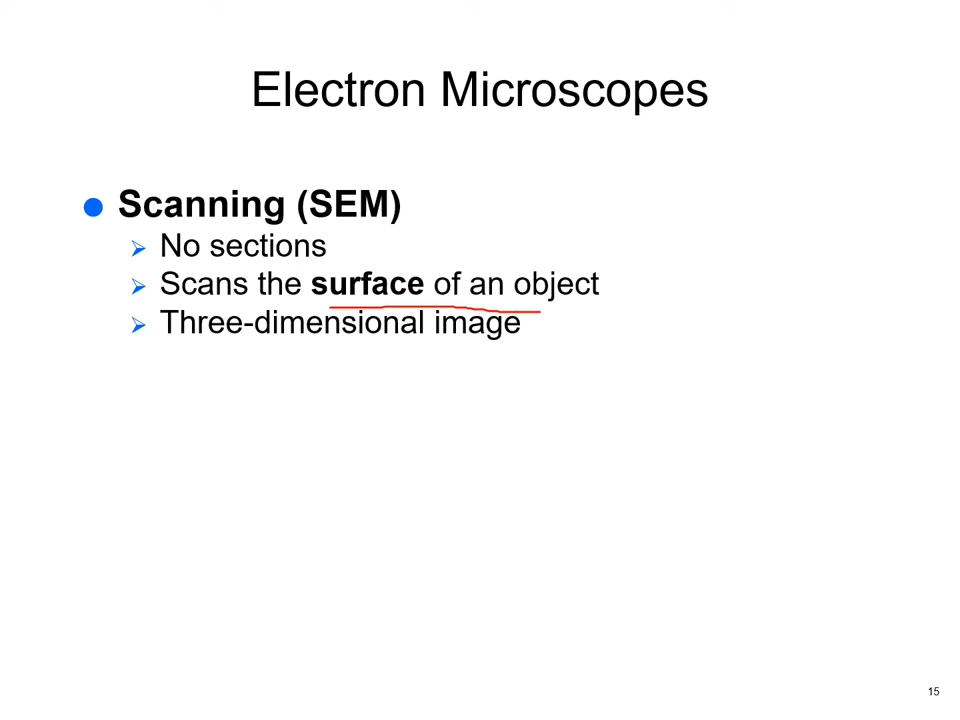 Electron Microscopes
Scanning (SEM)
No sections
Scans the surface of an object
Three-dimensional image
15